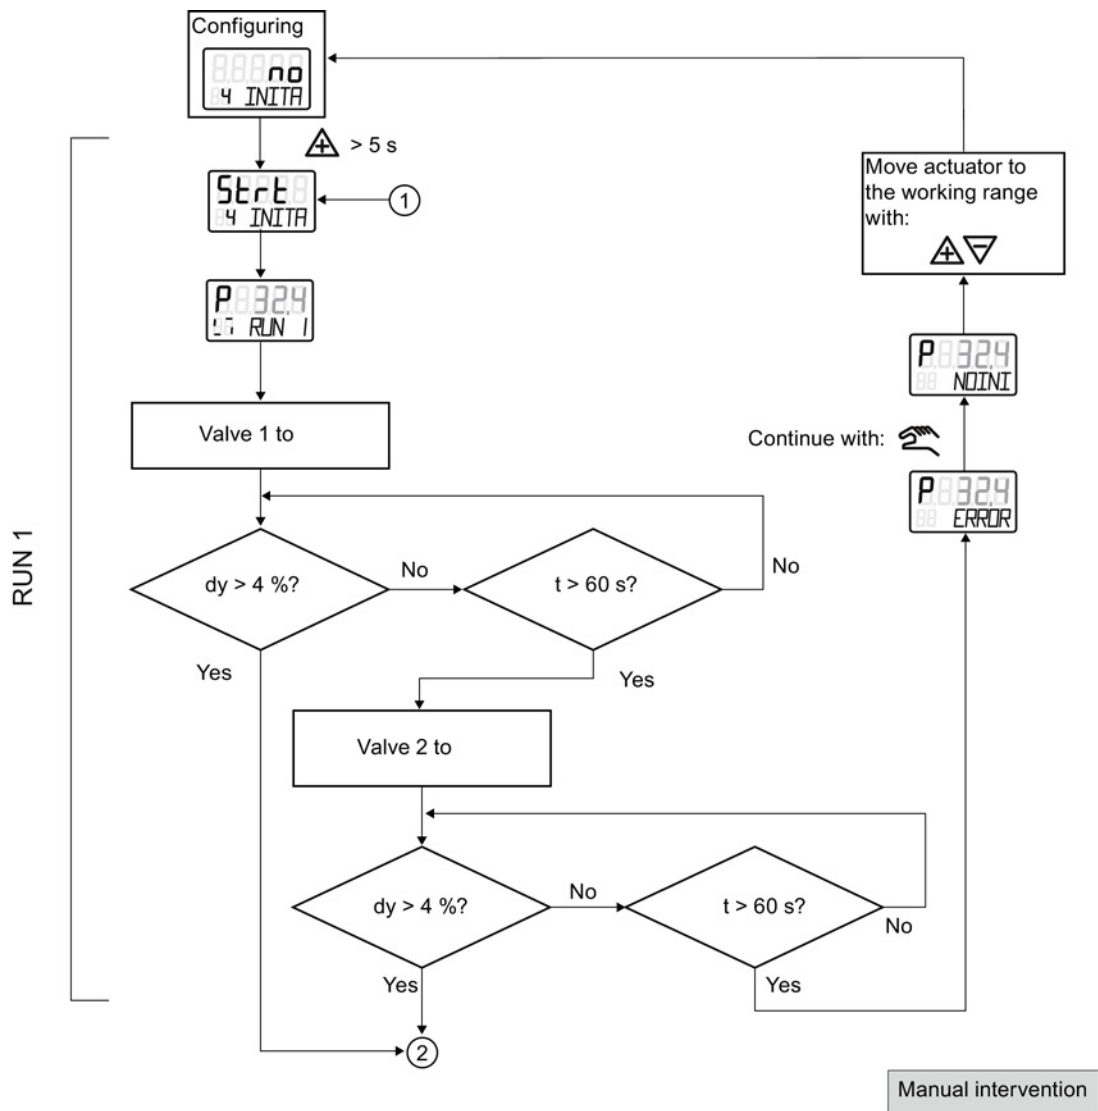 Configuring
no
4 INITA
+ > 5 s
Strt
4 INITA
1
P 32.4
RUN 1
Valve 1 to
dy > 4 %?
No
t > 60 s?
No
Yes
Yes
Valve 2 to
dy > 4 %?
No
t > 60 s?
No
Yes
Yes
2
RUN 1
Move actuator to
the working range
with:
+ −
P 32.4
NOINI
Continue with:
P 32.4
ERROR
Manual intervention